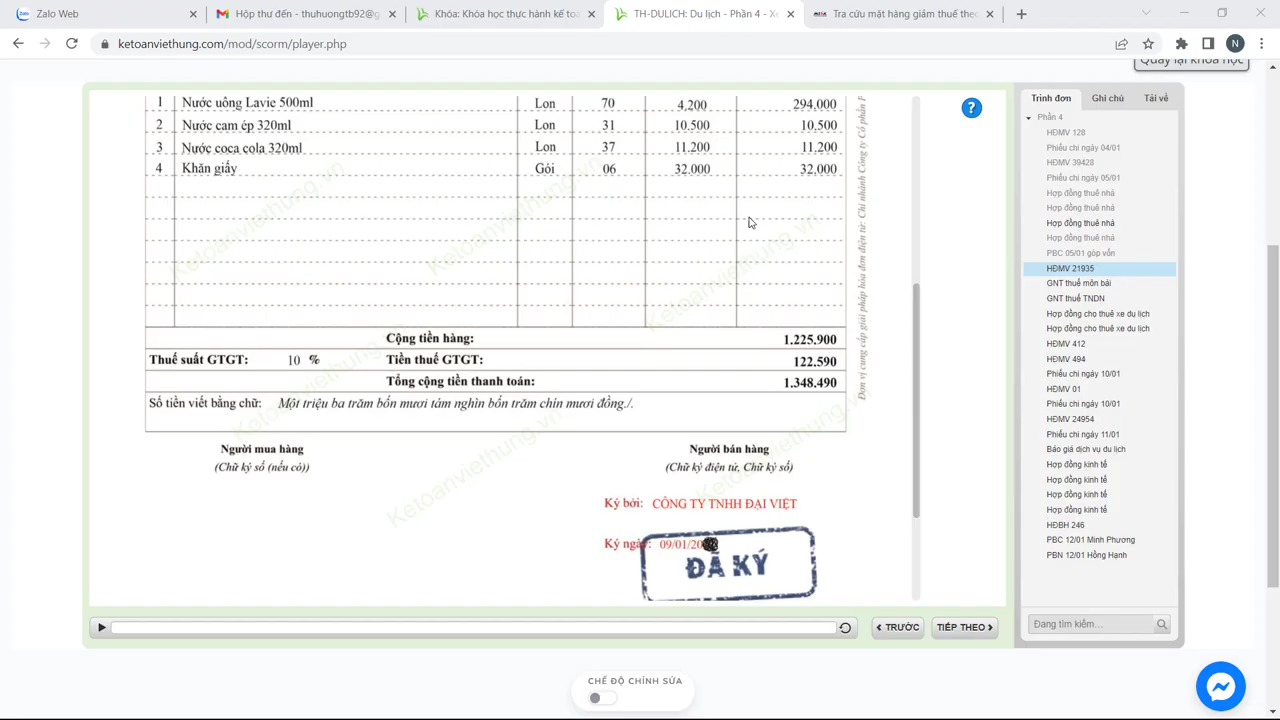 Zalo Web
Hộp thư đến - thuhuongtb92@g
Khóa: Khóa học thực hành kế toá
TH-DULICH: Du lịch - Phần 4 - Xe
Tra cứu mặt hàng giảm thuế theo
ketoanviethung.com/mod/scorm/player.php
N
Quay lại khóa học
1 Nước uống Lavie 500ml Lon 70 4,200 294,000
2 Nước cam ép 320ml Lon 31 10,500 10,500
3 Nước coca cola 320ml Lon 37 11,200 11,200
Khăn giấy Gói 06 32.000 32,000
Cộng tiền hàng: 1.225.900
Thuế suất GTGT: 10 % Tiền thuế GTGT: 122.590
Tổng cộng tiền thanh toán: 1.348.490
Số tiền viết bằng chữ: Một triệu ba trăm bốn mươi tám nghìn bốn trăm chín mươi đồng./.
Người mua hàng
(Chữ ký số (nếu có))
Người bán hàng
(Chữ ký điện tử, Chữ ký số)
Ký bởi: CÔNG TY TNHH ĐẠI VIỆT
Ký ngày: 09/01/20
ĐÃ KÝ
Đơn vị cung cấp giải pháp hóa đơn điện tử: Chi nhánh Công ty Cổ phần
Ketoanviethung.vn
TRƯỚC
TIẾP THEO
Trình đơn
Ghi chú
Tài về
Phần 4
HĐMV 128
Phiếu chi ngày 04/01
HĐMV 39428
Phiếu chi ngày 05/01
Hợp đồng thuê nhà
Hợp đồng thuê nhà
Hợp đồng thuê nhà
Hợp đồng thuê nhà
PBC 05/01 góp vốn
HĐMV 21935
GNT thuế môn bài
GNT thuế TNDN
Hợp đồng cho thuê xe du lịch
Hợp đồng cho thuê xe du lịch
HĐMV 412
HĐMV 494
Phiếu chi ngày 10/01
HĐMV 01
Phiếu chi ngày 10/01
HĐMV 24954
Phiếu chi ngày 11/01
Báo giá dịch vụ du lịch
Hợp đồng kinh tế
Hợp đồng kinh tế
Hợp đồng kinh tế
Hợp đồng kinh tế
HĐBH 246
PBC 12/01 Minh Phương
PBN 12/01 Hồng Hạnh
Đang tìm kiếm...
CHẾ ĐỘ CHỈNH SỬA